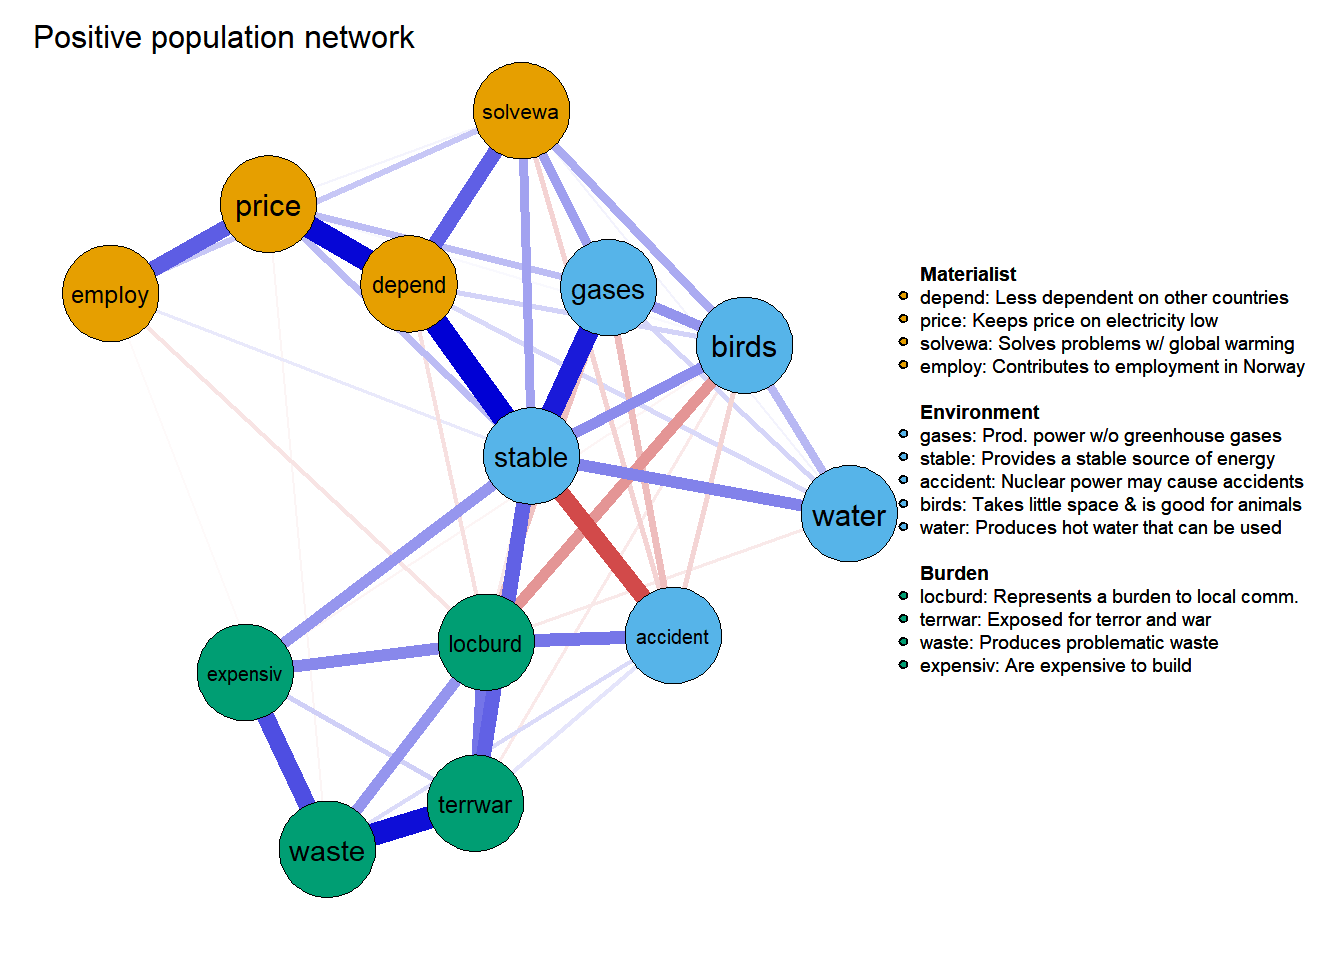 Positive population network
solvewa
price
employ
depend
gases
birds
stable
water
locburd
accident
expensiv
terrwar
waste
Materialist
depend: Less dependent on other countries
price: Keeps price on electricity low
solvewa: Solves problems w/ global warming
employ: Contributes to employment in Norway
Environment
gases: Prod. power w/o greenhouse gases
stable: Provides a stable source of energy
accident: Nuclear power may cause accidents
birds: Takes little space & is good for animals
water: Produces hot water that can be used
Burden
locburd: Represents a burden to local comm.
terrwar: Exposed for terror and war
waste: Produces problematic waste
expensiv: Are expensive to build